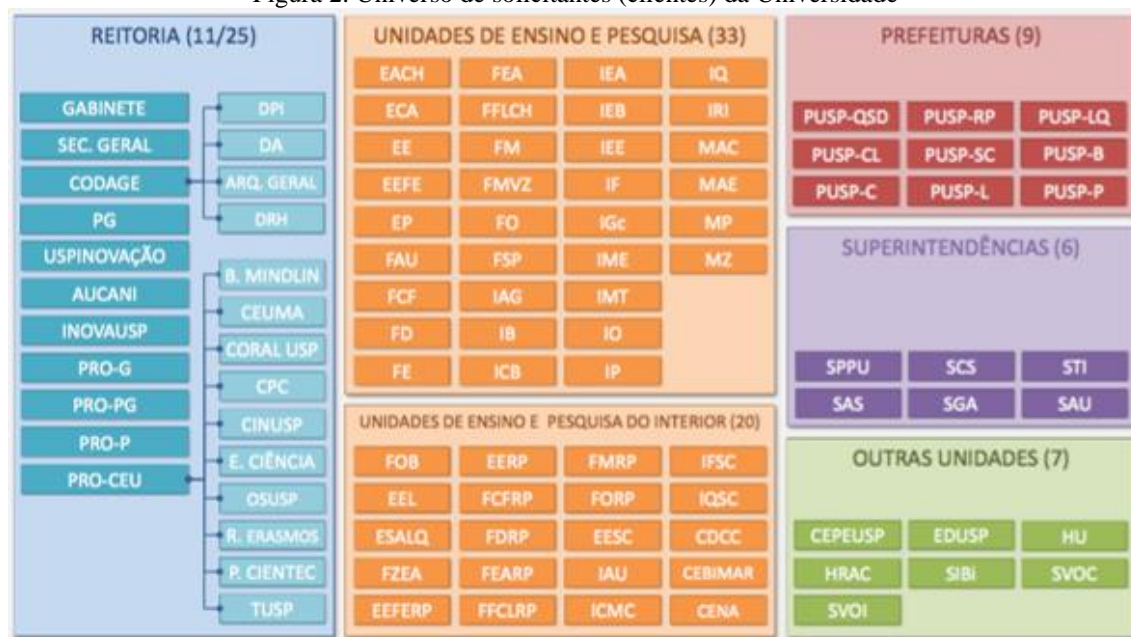 Figura 2. Universo de solicitantes (clientes) da Universidade
REITORIA (11/25)
GABINETE
SEC. GERAL
CODAGE
PG
USPINOVAÇÃO
AUCANI
INOVAUSP
PRO-G
PRO-PG
PRO-P
PRO-CEU
DPI
DA
ARQ. GERAL
DRH
B. MINDLIN
CEUMA
CORAL USP
CPC
CINUSP
E. CIÊNCIA
OSUSP
R. ERASMOS
P. CIENTEC
TUSP
UNIDADES DE ENSINO E PESQUISA (33)
EACH FEA IEA IQ
ECA FFLCH IEB IRI
EE FM IEE MAC
EEFE FMVZ IF MAE
EP FO IGc MP
FAU FSP IME MZ
FCF IAG IMT
FD IB IO
FE ICB IP
UNIDADES DE ENSINO E PESQUISA DO INTERIOR (20)
FOB EERP FMRP IFSC
EEL FCFRP FORP IQSC
ESALQ FDRP EESC CDCC
FZEA FEARP IAU CEBIMAR
EEFERP FFCLRP ICMC CENA
PREFEITURAS (9)
PUSP-QSD PUSP-RP PUSP-LQ
PUSP-CL PUSP-SC PUSP-B
PUSP-C PUSP-L PUSP-P
SUPERINTENDÊNCIAS (6)
SPPU SCS STI
SAS SGA SAU
OUTRAS UNIDADES (7)
CEPEUSP EDUSP HU
HRAC SIBi SVOC
SVOI